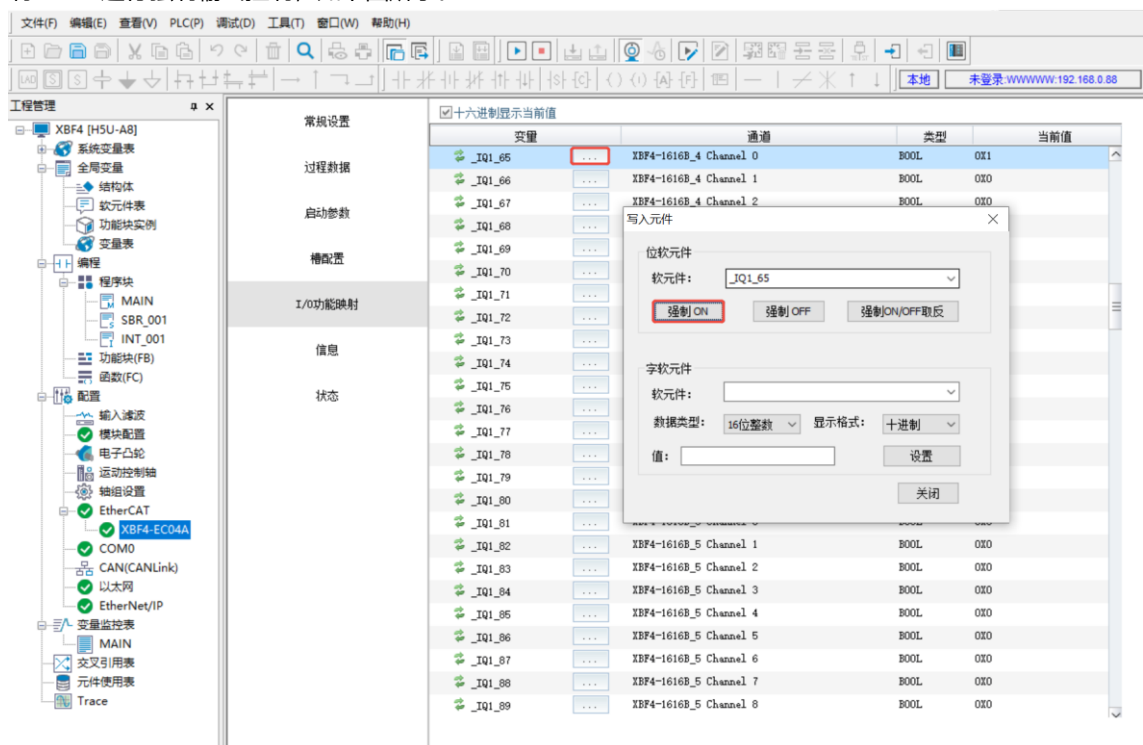 文件(F) 编辑(E) 查看(V) PLC(P) 调试(D) 工具(T) 窗口(W) 帮助(H)
本地 未登录:WWWWW:192.168.0.88
工程管理
XBF4 [H5U-A8]
系统变量表
全局变量
结构体
软元件表
功能块实例
变量表
编程
程序块
MAIN
SBR_001
INT_001
功能块(FB)
函数(FC)
配置
输入滤波
模块配置
电子凸轮
运动控制轴
轴组设置
EtherCAT
XBF4-EC04A
COM0
CAN(CANLink)
以太网
EtherNet/IP
变量监控表
MAIN
交叉引用表
元件使用表
Trace
常规设置
过程数据
启动参数
槽配置
I/O功能映射
信息
状态
十六进制显示当前值
变量 通道 类型 当前值
_IQ1_65 ... XBF4-1616B_4 Channel 0 BOOL 0X1
_IQ1_66 ... XBF4-1616B_4 Channel 1 BOOL 0X0
_IQ1_67 ... XBF4-1616B_4 Channel 2 BOOL 0X0
_IQ1_68 ...
_IQ1_69 ...
_IQ1_70 ...
_IQ1_71 ...
_IQ1_72 ...
_IQ1_73 ...
_IQ1_74 ...
_IQ1_75 ...
_IQ1_76 ...
_IQ1_77 ...
_IQ1_78 ...
_IQ1_79 ...
_IQ1_80 ...
_IQ1_81 ...
_IQ1_82 ... XBF4-1616B_5 Channel 1 BOOL 0X0
_IQ1_83 ... XBF4-1616B_5 Channel 2 BOOL 0X0
_IQ1_84 ... XBF4-1616B_5 Channel 3 BOOL 0X0
_IQ1_85 ... XBF4-1616B_5 Channel 4 BOOL 0X0
_IQ1_86 ... XBF4-1616B_5 Channel 5 BOOL 0X0
_IQ1_87 ... XBF4-1616B_5 Channel 6 BOOL 0X0
_IQ1_88 ... XBF4-1616B_5 Channel 7 BOOL 0X0
_IQ1_89 ... XBF4-1616B_5 Channel 8 BOOL 0X0
写入元件
位软元件
软元件: _IQ1_65
强制 ON 强制 OFF 强制ON/OFF取反
字软元件
软元件:
数据类型: 16位整数 显示格式: 十进制
值: 设置
关闭